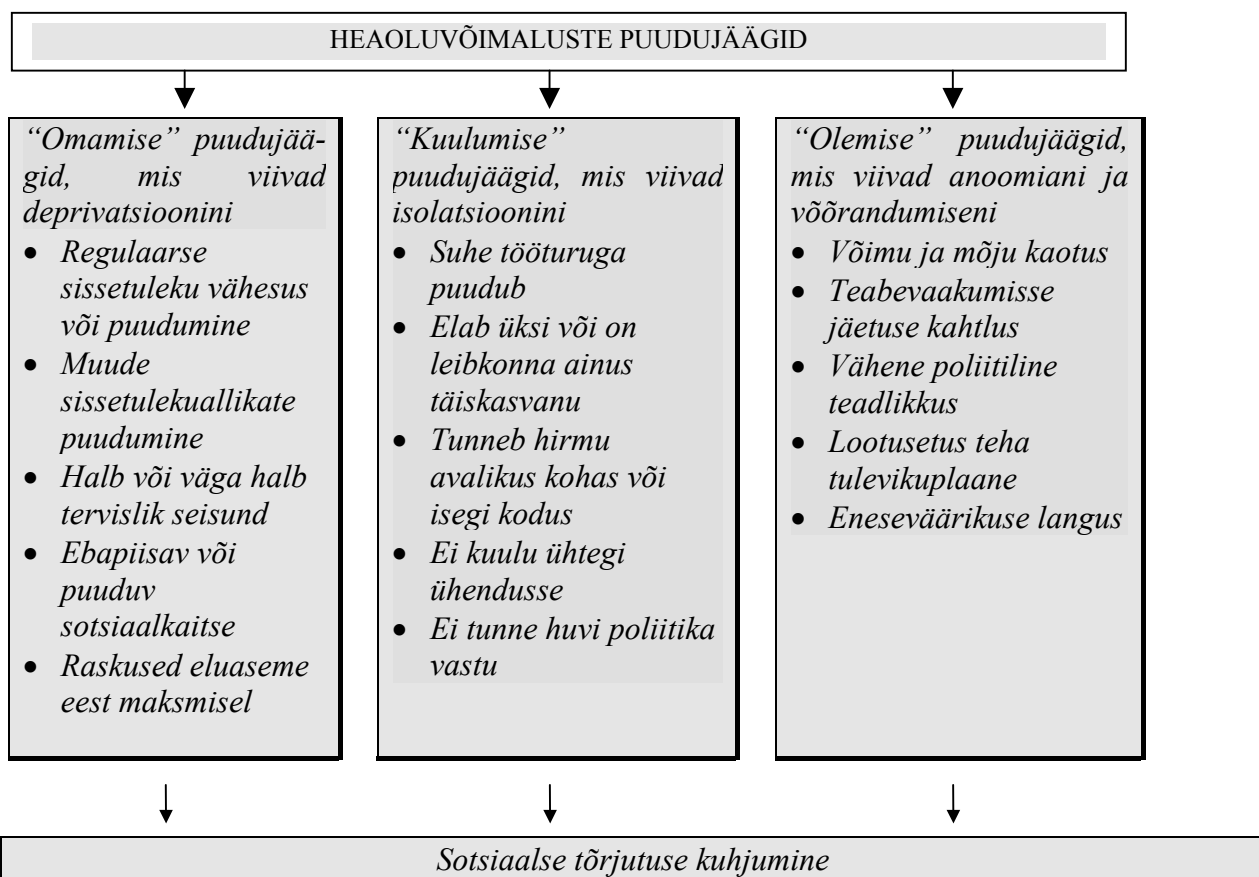 HEAOLUVÕIMALUSTE PUUDUJÄÄGID
“Omamise” puudujää-
gid, mis viivad
deprivatsioonini
• Regulaarse
sissetuleku vähesus
või puudumine
• Muude
sissetulekuallikate
puudumine
• Halb või väga halb
tervislik seisund
• Ebapiisav või
puuduv
sotsiaalkaitse
• Raskused eluaseme
eest maksmisel
“Kuulumise”
puudujäägid, mis viivad
isolatsioonini
• Suhe tööturuga
puudub
• Elab üksi või on
leibkonna ainus
täiskasvanu
• Tunneb hirmu
avalikus kohas või
isegi kodus
• Ei kuulu ühtegi
ühendusse
• Ei tunne huvi poliitika
vastu
“Olemise” puudujäägid,
mis viivad anoomiani ja
võõrandumiseni
• Võimu ja mõju kaotus
• Teabevaakumisse
jäetuse kahtlus
• Vähene poliitiline
teadlikkus
• Lootusetus teha
tulevikuplaane
• Eneseväärikuse langus
Sotsiaalse tõrjutuse kuhjumine